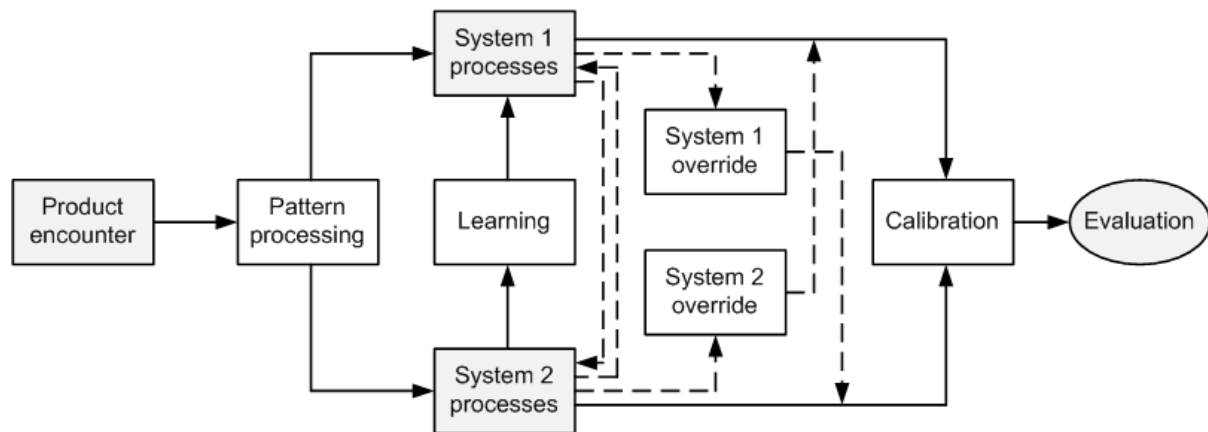 System 1
processes
System 1
override
Product
encounter
Pattern
processing
Learning
Calibration
Evaluation
System 2
override
System 2
processes